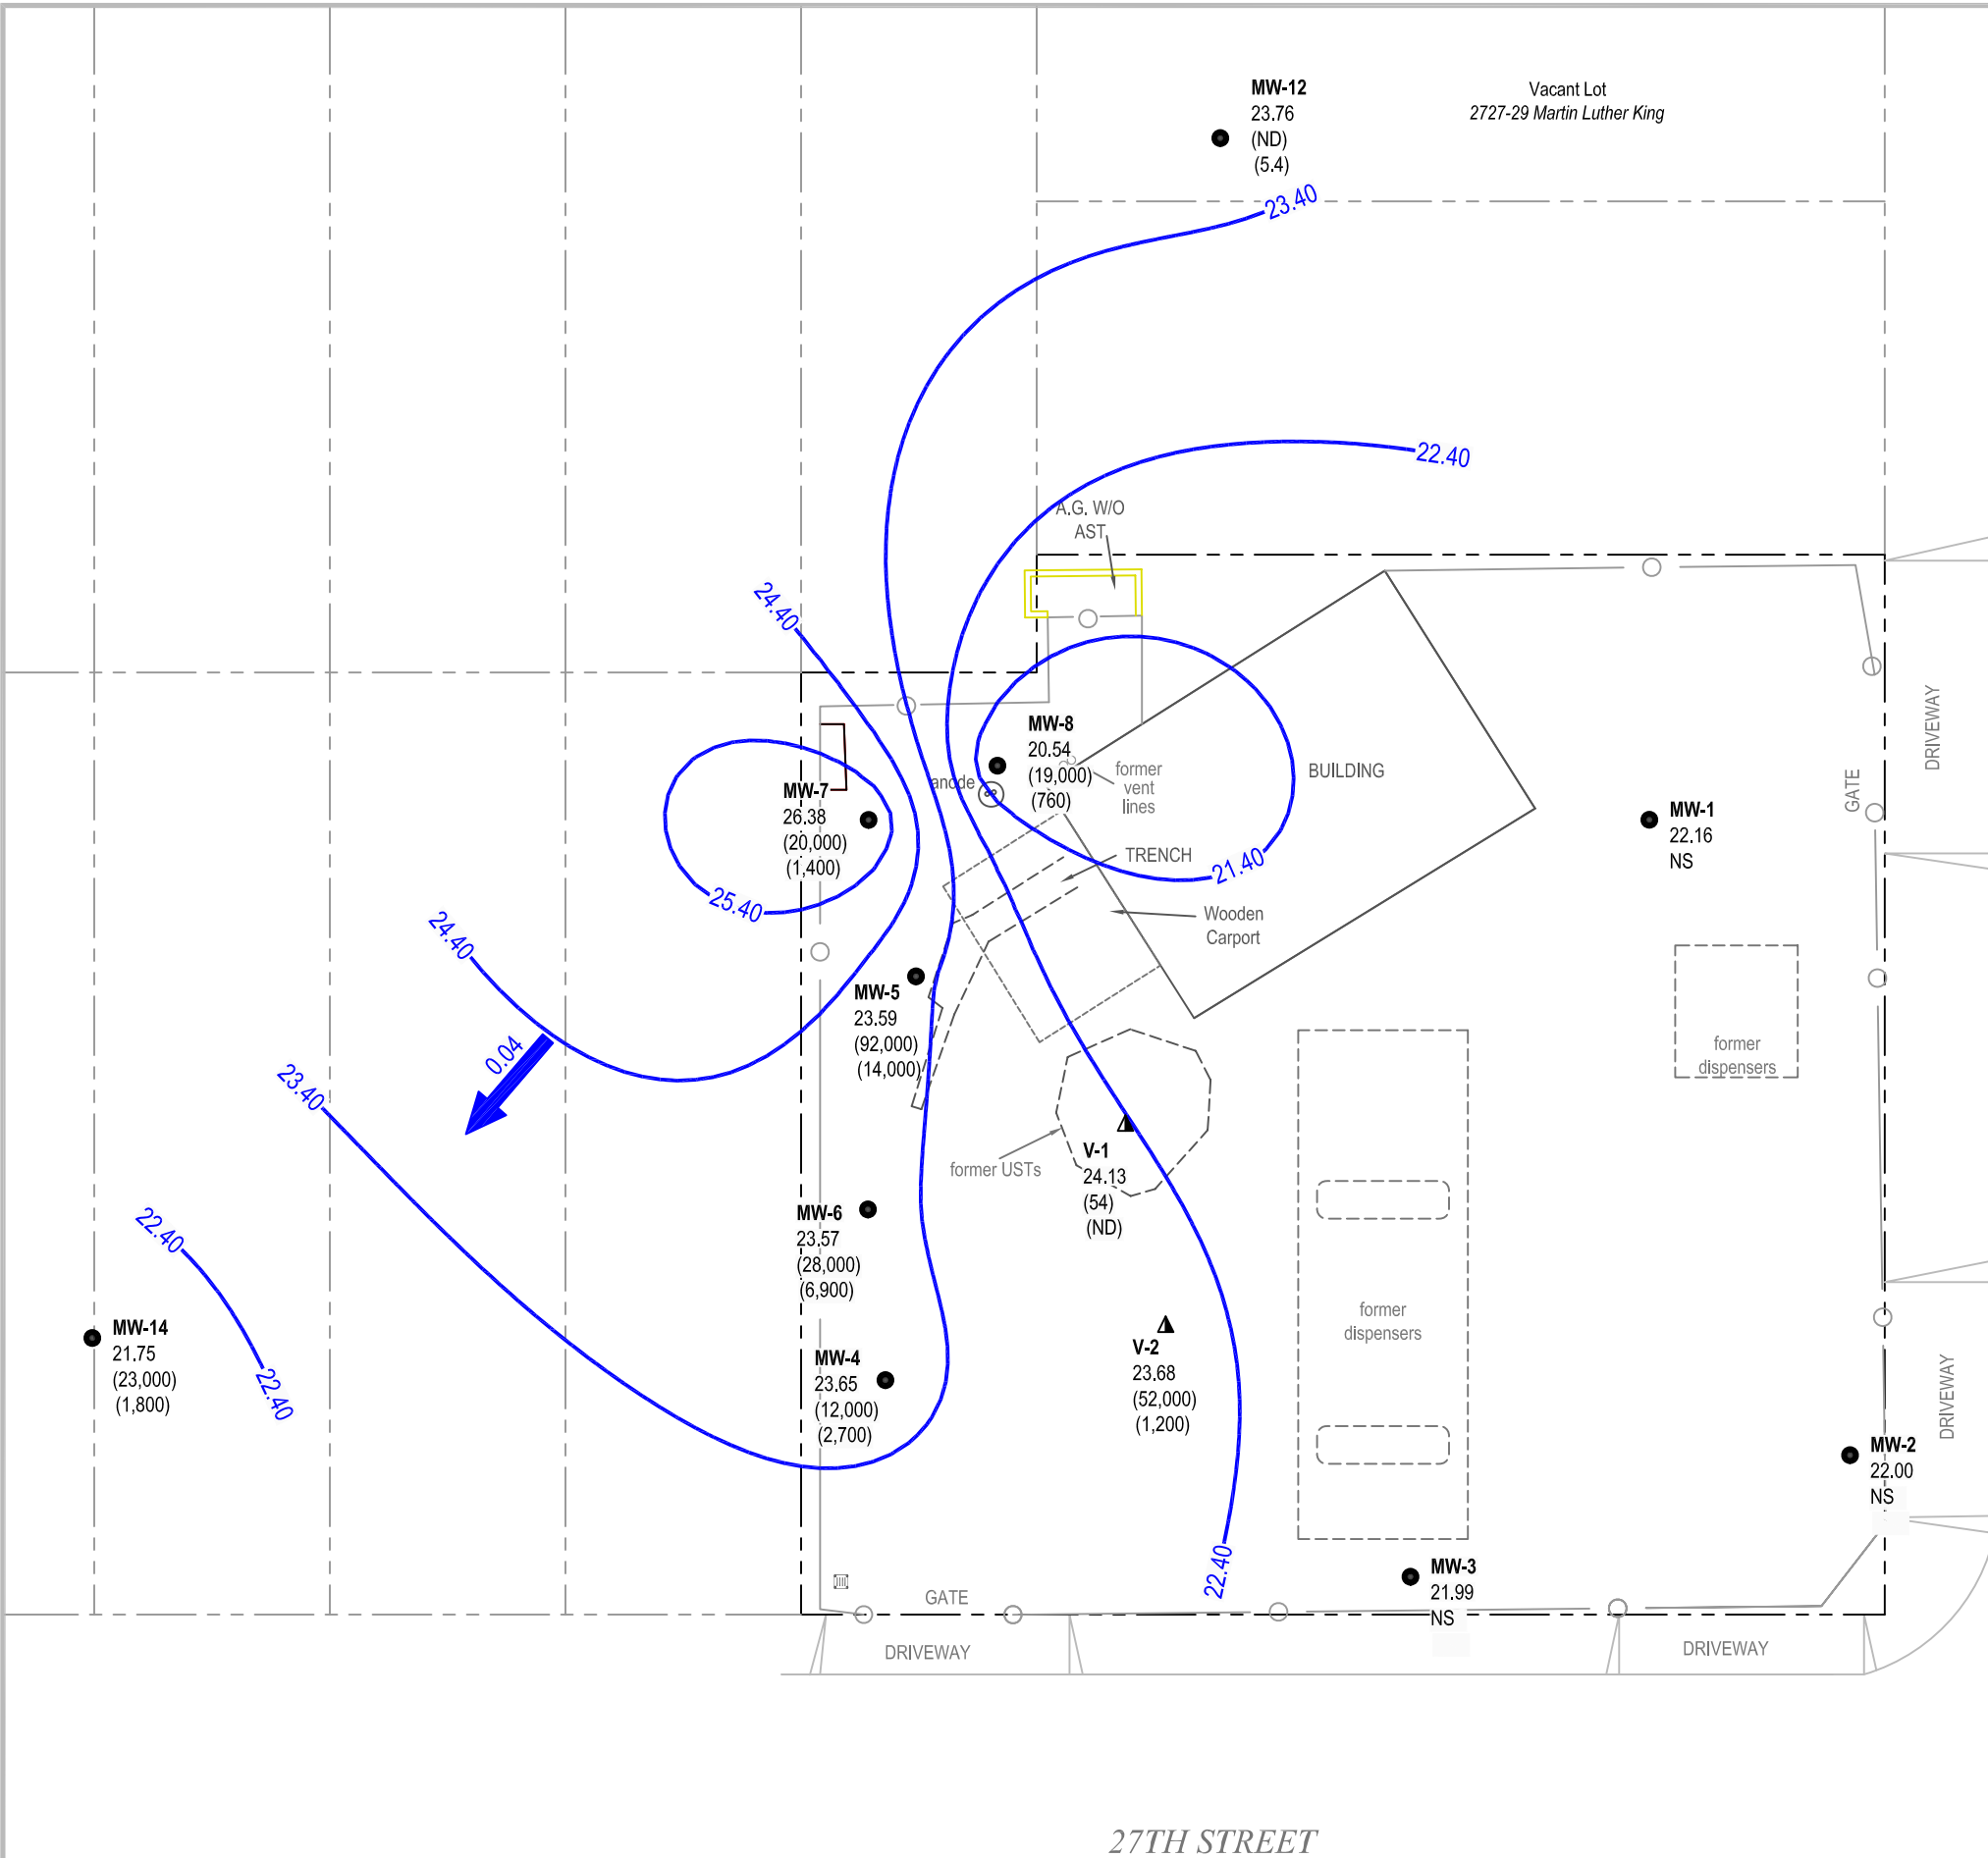 MW-12
23.76
(ND)
(5.4)
Vacant Lot
2727-29 Martin Luther King
23.40
22.40
A.G. W/O
AST
24.40
MW-8
20.54
(19,000)
(760)
anode
former
vent
lines
BUILDING
DRIVEWAY
GATE
MW-7
26.38
(20,000)
(1,400)
MW-1
22.16
NS
TRENCH
21.40
25.40
Wooden
Carport
24.40
MW-5
23.59
(92,000)
(14,000)
0.04
former
dispensers
23.40
former USTs
V-1
24.13
(54)
(ND)
MW-6
23.57
(28,000)
(6,900)
22.40
MW-14
21.75
(23,000)
(1,800)
22.40
former
dispensers
V-2
23.68
(52,000)
(1,200)
MW-4
23.65
(12,000)
(2,700)
DRIVEWAY
MW-2
22.00
NS
22.40
MW-3
21.99
NS
GATE
DRIVEWAY
DRIVEWAY
27TH STREET